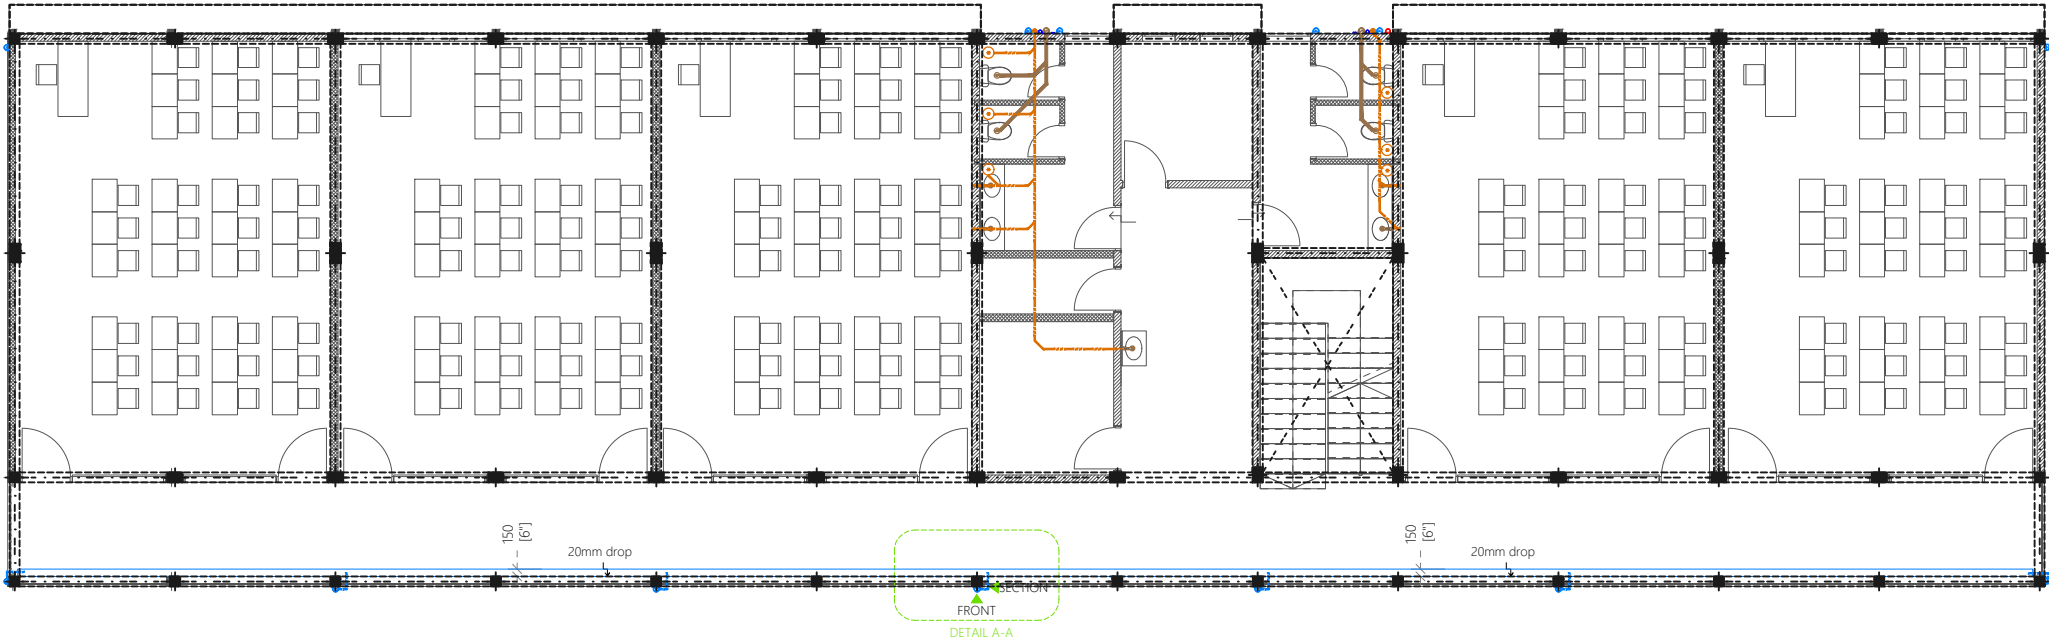 150
[6"]
20mm drop
150
[6"]
20mm drop
SECTION
FRONT
DETAIL A-A